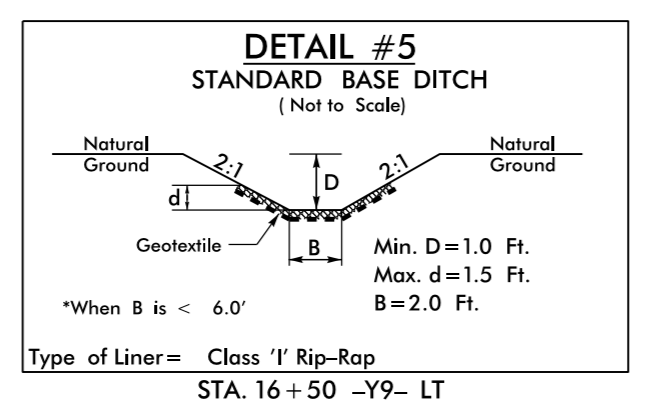 DETAIL #5
STANDARD BASE DITCH
( Not to Scale)
Natural
Ground
2:1
D
2:1
Natural
Ground
d
Geotextile
B
Min. D=1.0 Ft.
Max. d=1.5 Ft.
B=2.0 Ft.
*When B is < 6.0'
Type of Liner= Class 'I' Rip-Rap
STA. 16+50 -Y9- LT